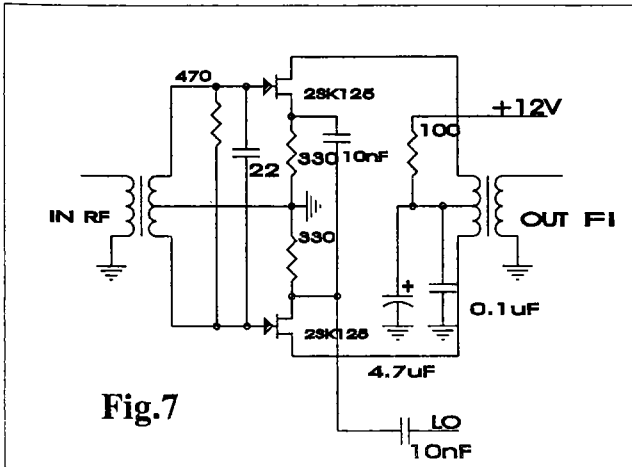 470
2SK125
+12V
100
330
10nF
22
IN RF
OUT FI
330
0.1uF
2SK125
4.7uF
Fig.7
LO
10nF